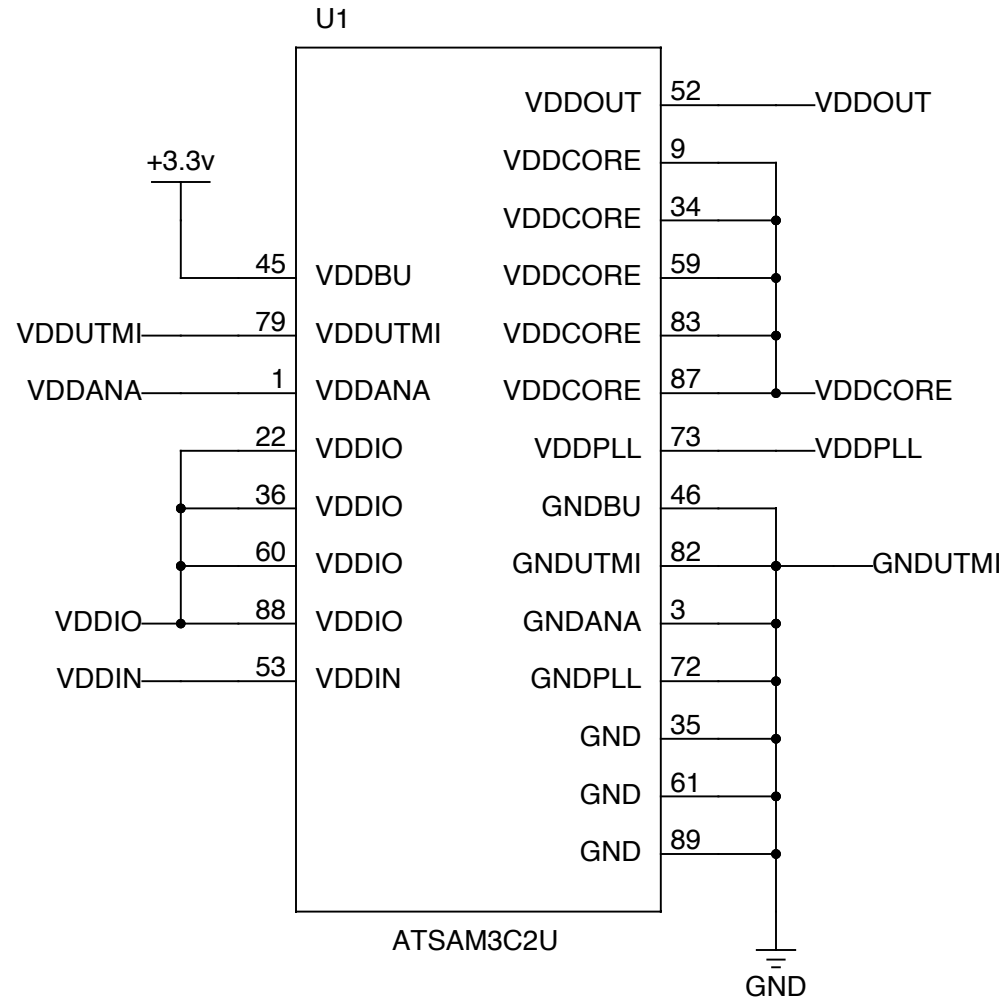 U1
VDDOUT 52 VDDOUT
VDDCORE 9
+3.3v
VDDCORE 34
45 VDDBU VDDCORE 59
VDDUTMI 79 VDDUTMI VDDCORE 83
VDDANA 1 VDDANA VDDCORE 87 VDDCORE
22 VDDIO VDDPLL 73 VDDPLL
36 VDDIO GNDBU 46
60 VDDIO GNDUTMI 82 GNDUTMI
VDDIO 88 VDDIO GNDANA 3
VDDIN 53 VDDIN GNDPLL 72
GND 35
GND 61
GND 89
ATSAM3C2U
GND